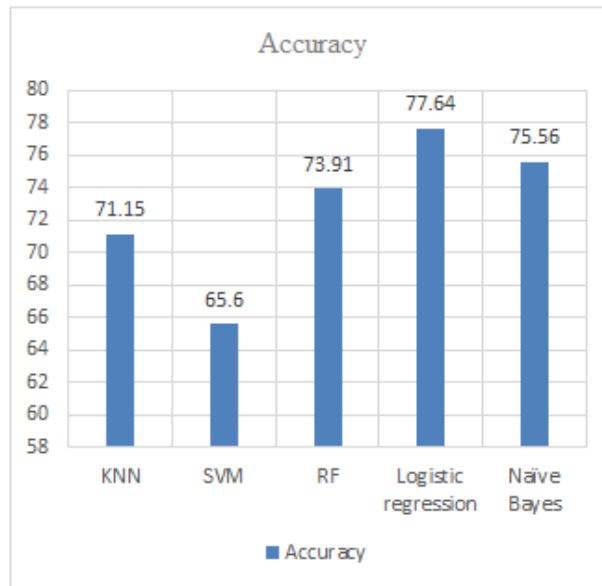 Accuracy
80
78
76
74
72
70
68
66
64
62
60
58
71.15
65.6
73.91
77.64
75.56
KNN
SVM
RF
Logistic
regression
Naïve
Bayes
Accuracy